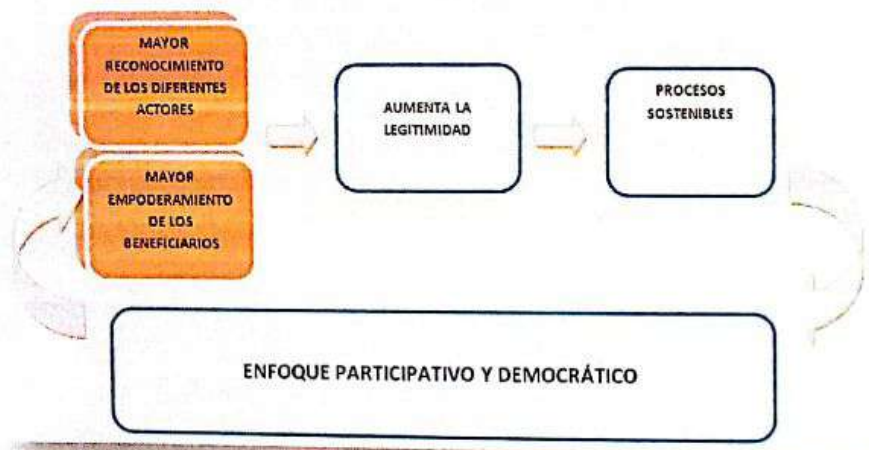 MAYOR
RECONOCIMIENTO
DE LOS DIFERENTES
ACTORES
MAYOR
EMPODERAMIENTO
DE LOS
BENEFICIARIOS
AUMENTA LA
LEGITIMIDAD
PROCESOS
SOSTENIBLES
ENFOQUE PARTICIPATIVO Y DEMOCRÁTICO